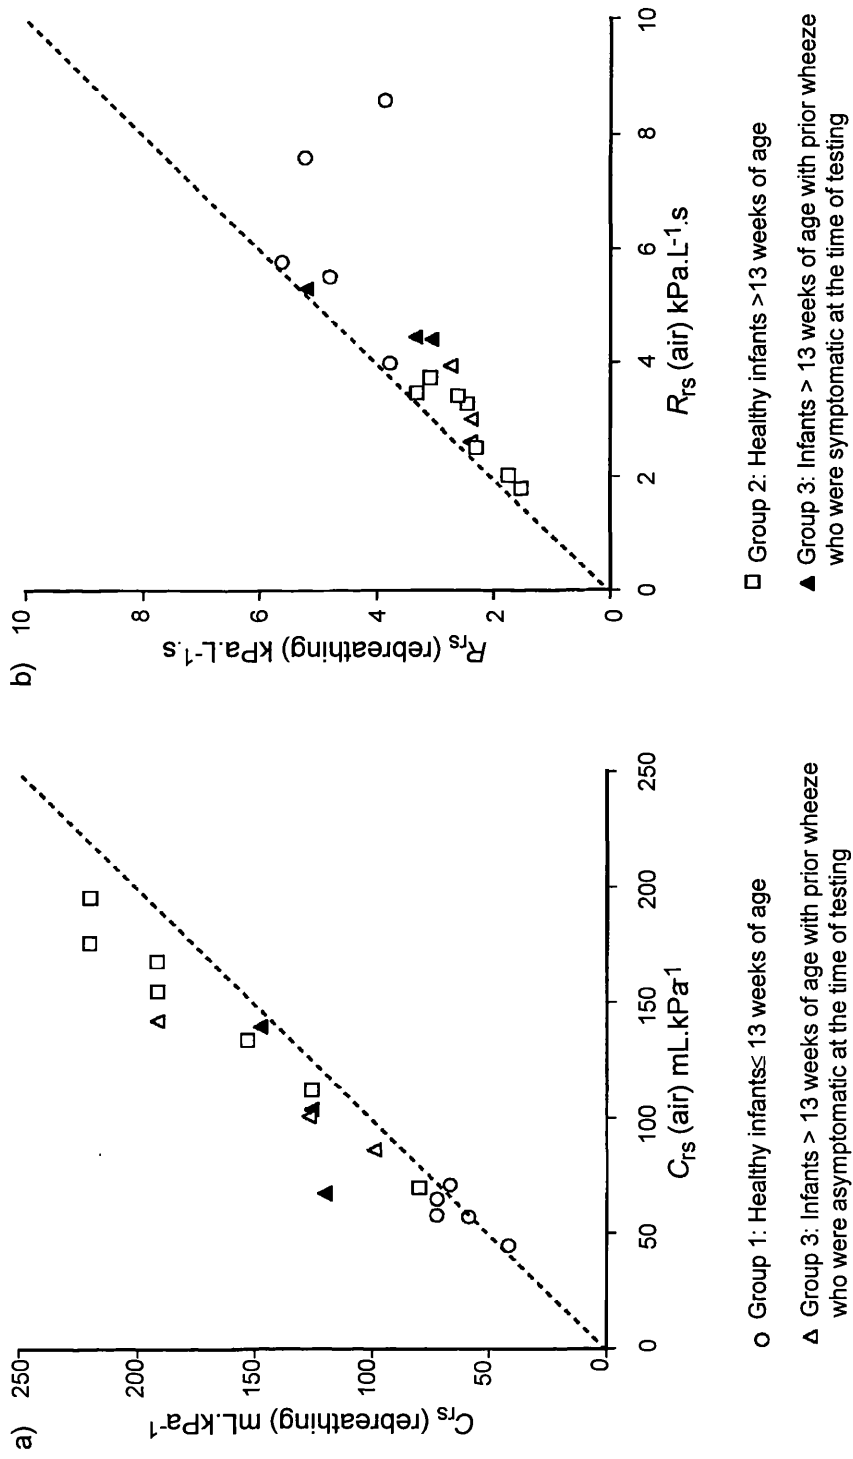 a)
250
200
150
100
50
0
Crs (rebreathing) mL.kPa-1
0 50 100 150 200 250
Crs (air) mL.kPa-1
b)
10
8
6
4
2
0
Rrs (rebreathing) kPa.L-1.s
0 2 4 6 8 10
Rrs (air) kPa.L-1.s
Group 1: Healthy infants≤ 13 weeks of age
Group 3: Infants > 13 weeks of age with prior wheeze
who were asymptomatic at the time of testing
Group 2: Healthy infants >13 weeks of age
Group 3: Infants > 13 weeks of age with prior wheeze
who were symptomatic at the time of testing